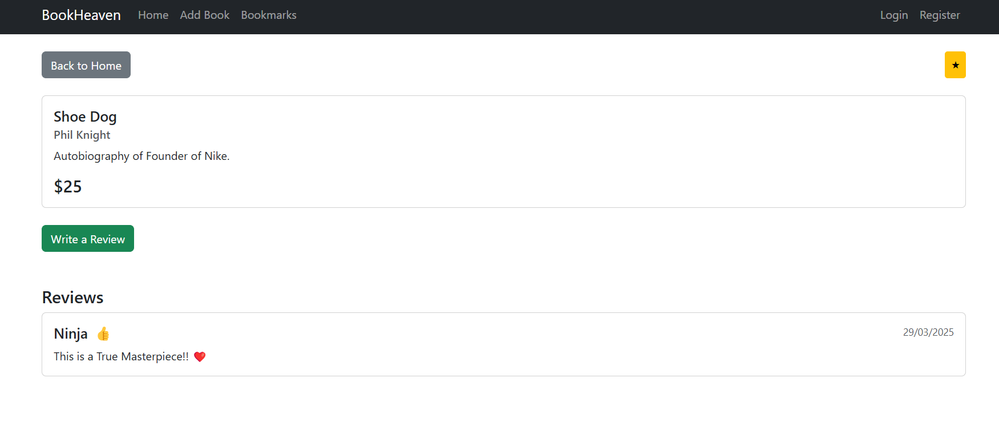 BookHeaven Home Add Book Bookmarks Login Register
Back to Home ★
Shoe Dog
Phil Knight
Autobiography of Founder of Nike.
$25
Write a Review
Reviews
Ninja 👍 29/03/2025
This is a True Masterpiece!! ❤️